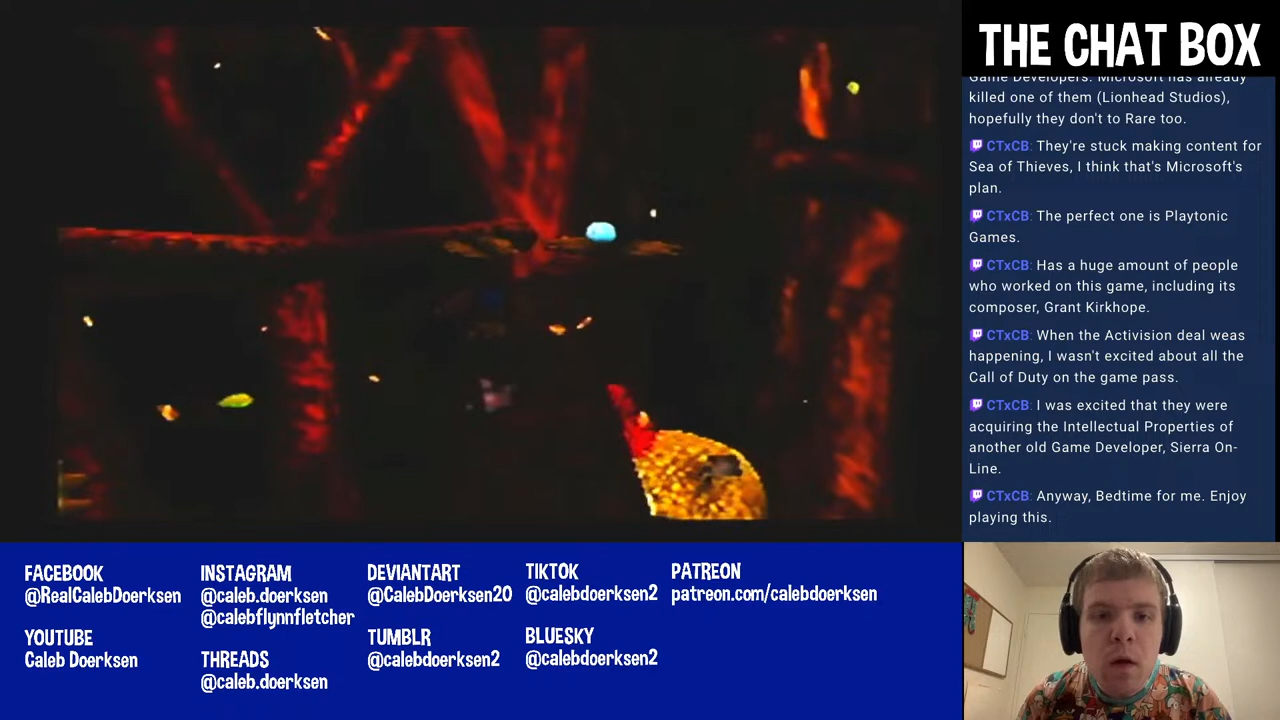 THE CHAT BOX
Game Developers. Microsoft has already
killed one of them (Lionhead Studios),
hopefully they don't to Rare too.
CTxCB: They're stuck making content for
Sea of Thieves, I think that's Microsoft's
plan.
CTxCB: The perfect one is Playtonic
Games.
CTxCB: Has a huge amount of people
who worked on this game, including its
composer, Grant Kirkhope.
CTxCB: When the Activision deal weas
happening, I wasn't excited about all the
Call of Duty on the game pass.
CTxCB: I was excited that they were
acquiring the Intellectual Properties of
another old Game Developer, Sierra On-
Line.
CTxCB: Anyway, Bedtime for me. Enjoy
playing this.
FACEBOOK
@RealCalebDoerksen
YOUTUBE
Caleb Doerksen
INSTAGRAM
@caleb.doerksen
@calebflynnfletcher
THREADS
@caleb.doerksen
DEVIANTART
@CalebDoerksen20
TUMBLR
@calebdoerksen2
TIKTOK
@calebdoerksen2
BLUESKY
@calebdoerksen2
PATREON
patreon.com/calebdoerksen